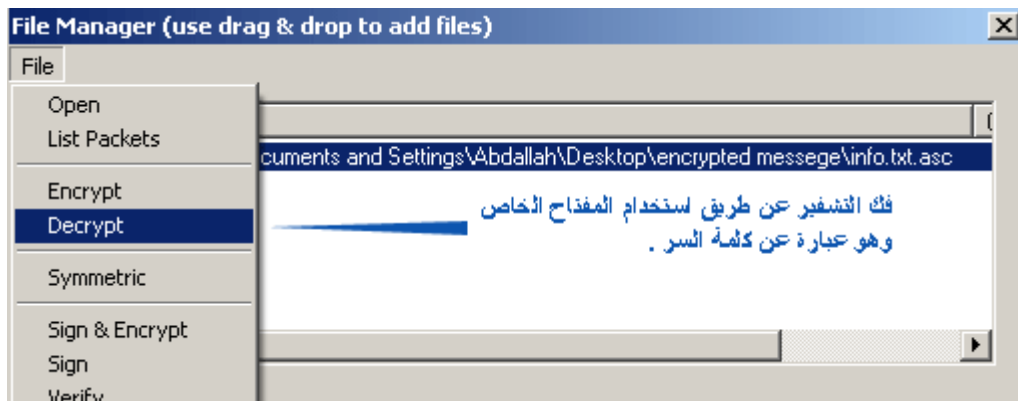 File Manager (use drag & drop to add files)
File
Open
List Packets
cuments and Settings\Abdallah\Desktop\encrypted messege\info.txt.asc
Encrypt
فك التشفير عن طريق استخدام المفتاح الخاص
Decrypt
وهو عبارة عن كلمة السر .
Symmetric
Sign & Encrypt
Sign
Verify